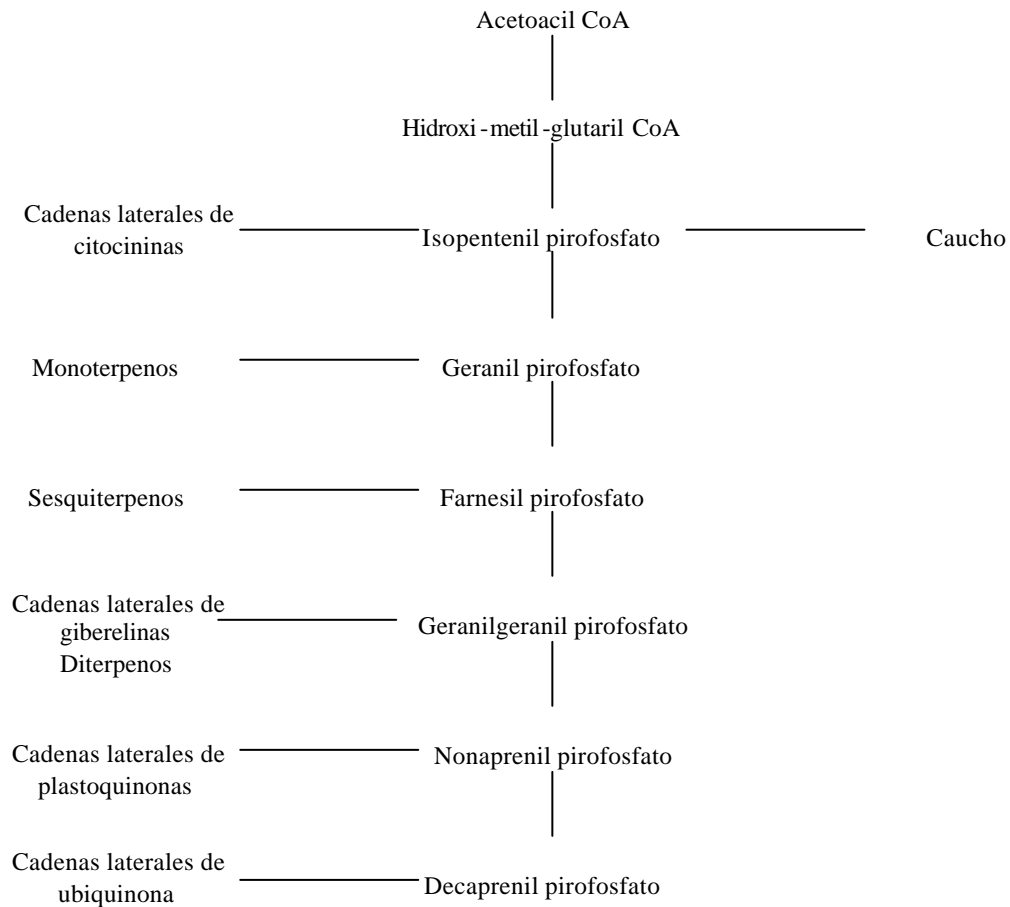 Acetoacil CoA
Hidroxi-metil-glutaril CoA
Cadenas laterales de
citocininas
Isopentenil pirofosfato
Caucho
Monoterpenos
Geranil pirofosfato
Sesquiterpenos
Farnesil pirofosfato
Cadenas laterales de
giberelinas
Diterpenos
Geranilgeranil pirofosfato
Cadenas laterales de
plastoquinonas
Nonaprenil pirofosfato
Cadenas laterales de
ubiquinona
Decaprenil pirofosfato